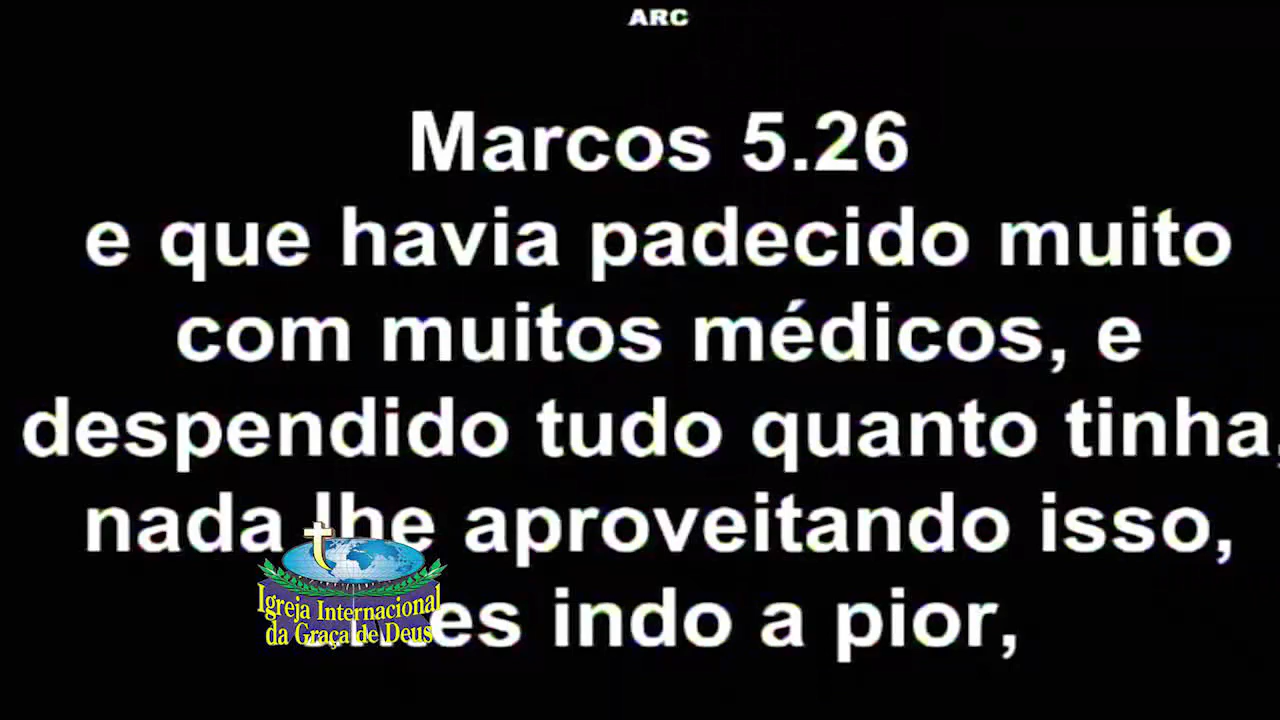 ARC
Marcos 5.26
e que havia padecido muito
com muitos médicos, e
despendido tudo quanto tinha,
nada lhe aproveitando isso,
antes indo a pior,
Igreja Internacional
da Graça de Deus